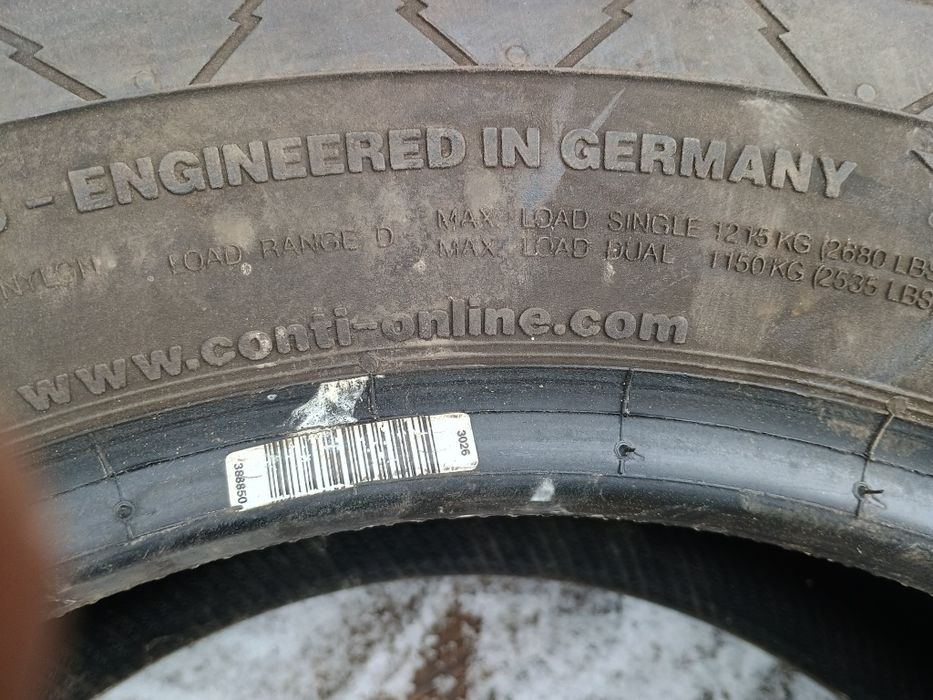 - ENGINEERED IN GERMANY
NYLON LOAD RANGE D MAX. LOAD SINGLE 1215 KG (2680 LBS
MAX. LOAD DUAL 1150 KG (2535 LBS)
www.conti-online.com
3026
388850